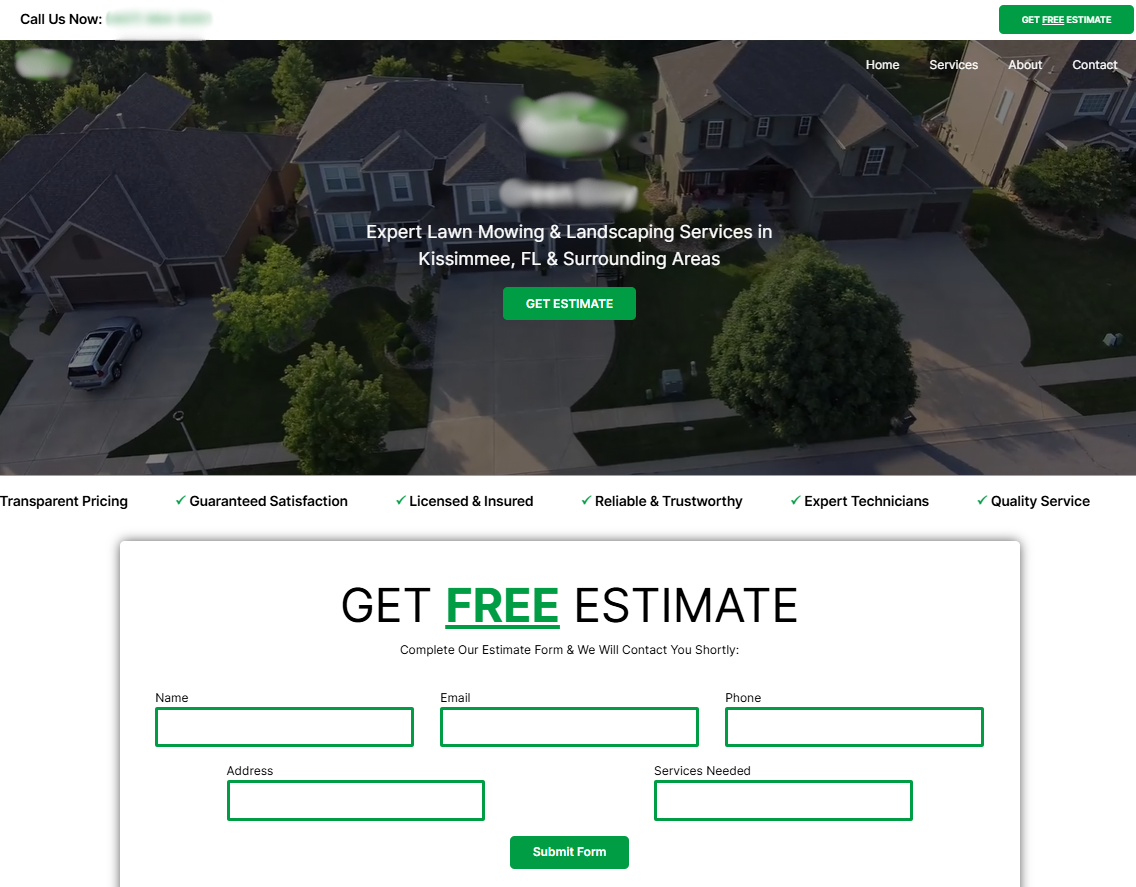 Call Us Now:
GET FREE ESTIMATE
Home Services About Contact
Expert Lawn Mowing & Landscaping Services in
Kissimmee, FL & Surrounding Areas
GET ESTIMATE
Transparent Pricing ✓ Guaranteed Satisfaction ✓ Licensed & Insured ✓ Reliable & Trustworthy ✓ Expert Technicians ✓ Quality Service
GET FREE ESTIMATE
Complete Our Estimate Form & We Will Contact You Shortly:
Name Email Phone
Address Services Needed
Submit Form